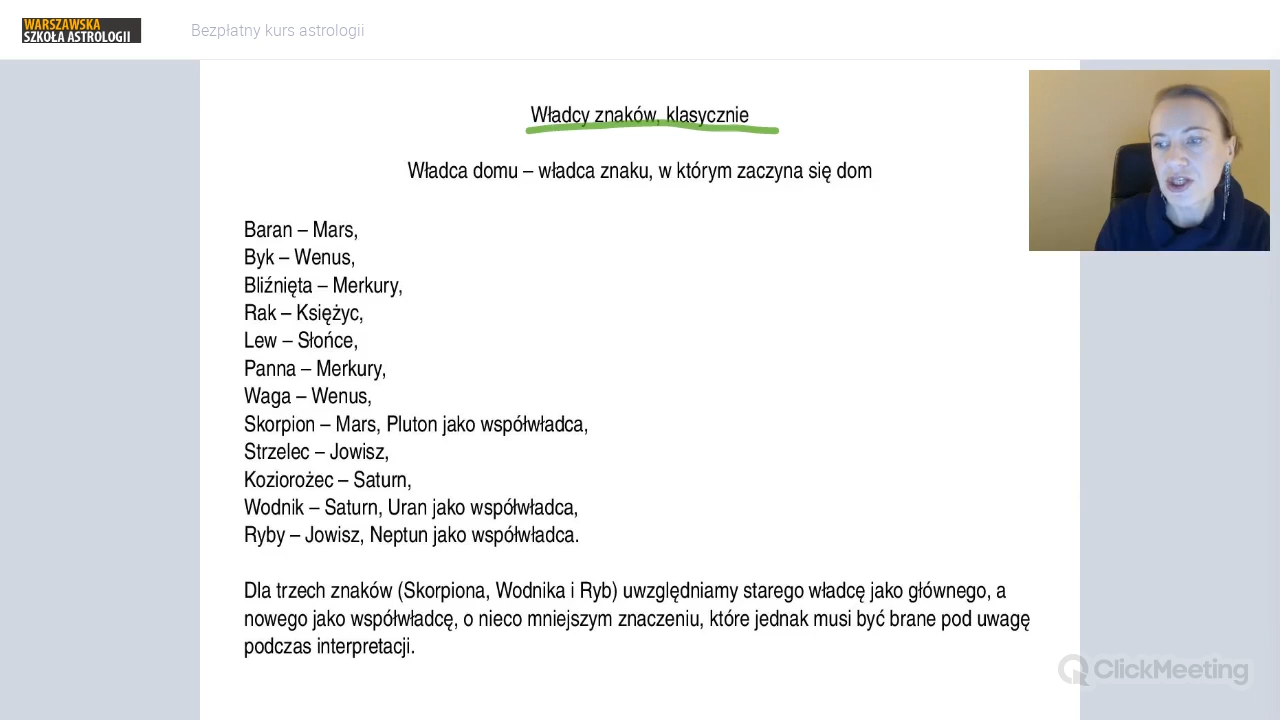 WARSZAWSKA
SZKOŁA ASTROLOGII
Bezpłatny kurs astrologii
Władcy znaków, klasycznie
Władca domu – władca znaku, w którym zaczyna się dom
Baran – Mars,
Byk – Wenus,
Bliźnięta – Merkury,
Rak – Księżyc,
Lew – Słońce,
Panna – Merkury,
Waga – Wenus,
Skorpion – Mars, Pluton jako współwładca,
Strzelec – Jowisz,
Koziorożec – Saturn,
Wodnik – Saturn, Uran jako współwładca,
Ryby – Jowisz, Neptun jako współwładca.
Dla trzech znaków (Skorpiona, Wodnika i Ryb) uwzględniamy starego władcę jako głównego, a
nowego jako współwładcę, o nieco mniejszym znaczeniu, które jednak musi być brane pod uwagę
podczas interpretacji.
ClickMeeting